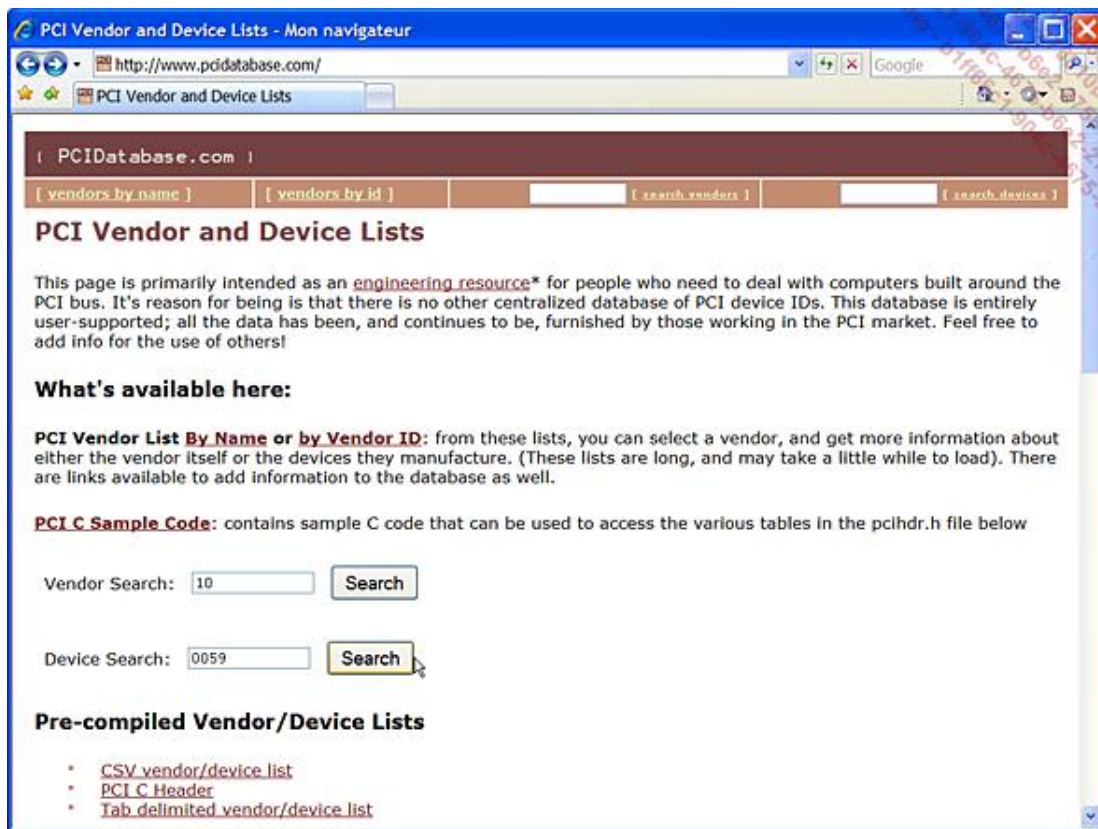 PCI Vendor and Device Lists - Mon navigateur
http://www.pcidatabase.com/
Google
PCI Vendor and Device Lists
[ PCIDatabase.com ]
[ vendors by name ] [ vendors by id ] [ search vendors ] [ search devices ]
PCI Vendor and Device Lists
This page is primarily intended as an engineering resource* for people who need to deal with computers built around the
PCI bus. It's reason for being is that there is no other centralized database of PCI device IDs. This database is entirely
user-supported; all the data has been, and continues to be, furnished by those working in the PCI market. Feel free to
add info for the use of others!
What's available here:
PCI Vendor List By Name or by Vendor ID: from these lists, you can select a vendor, and get more information about
either the vendor itself or the devices they manufacture. (These lists are long, and may take a little while to load). There
are links available to add information to the database as well.
PCI C Sample Code: contains sample C code that can be used to access the various tables in the pcihdr.h file below
Vendor Search: 10 Search
Device Search: 0059 Search
Pre-compiled Vendor/Device Lists
CSV vendor/device list
PCI C Header
Tab delimited vendor/device list